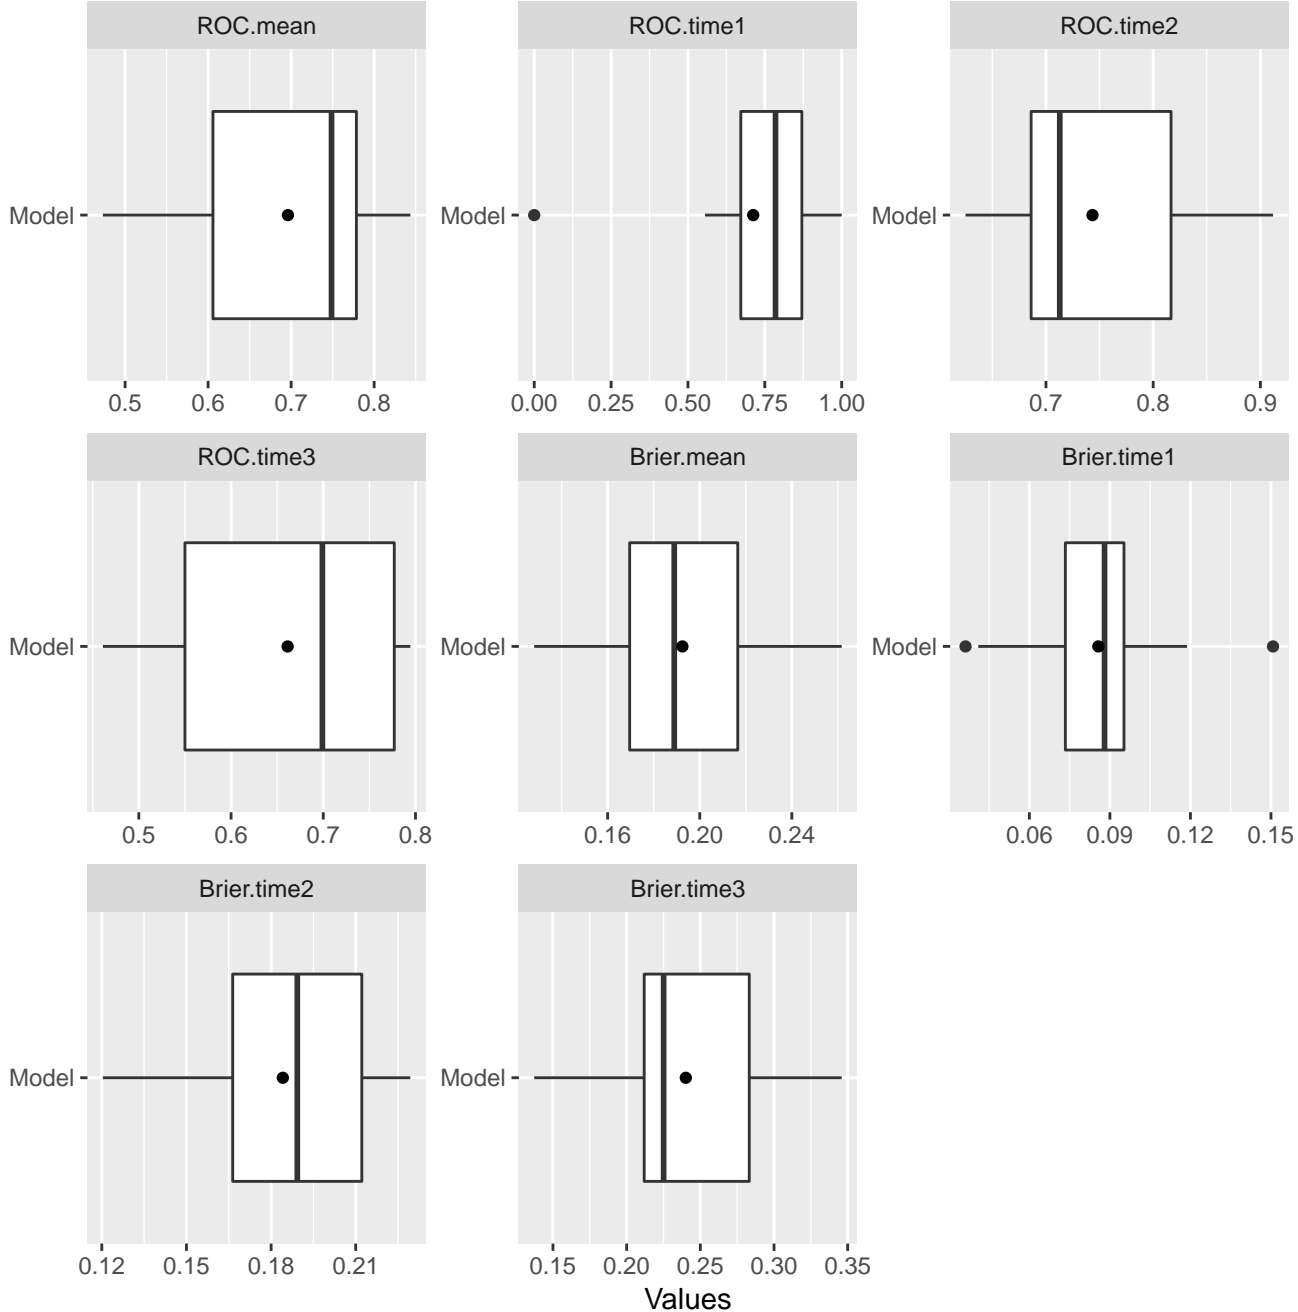 ROC.mean ROC.time1 ROC.time2
Model Model Model
0.5 0.6 0.7 0.8 0.00 0.25 0.50 0.75 1.00 0.7 0.8 0.9
ROC.time3 Brier.mean Brier.time1
Model Model Model
0.5 0.6 0.7 0.8 0.16 0.20 0.24 0.06 0.09 0.12 0.15
Brier.time2 Brier.time3
Model Model
0.12 0.15 0.18 0.21 0.15 0.20 0.25 0.30 0.35
Values